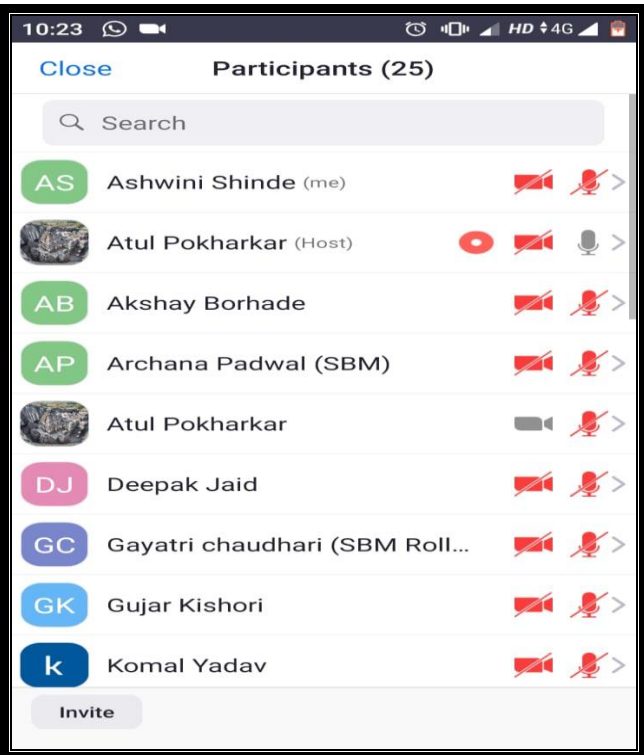 10:23 HD 4G
Close Participants (25)
Search
AS Ashwini Shinde (me)
Atul Pokharkar (Host)
AB Akshay Borhade
AP Archana Padwal (SBM)
Atul Pokharkar
DJ Deepak Jaid
GC Gayatri chaudhari (SBM Roll...
GK Gujar Kishori
k Komal Yadav
Invite